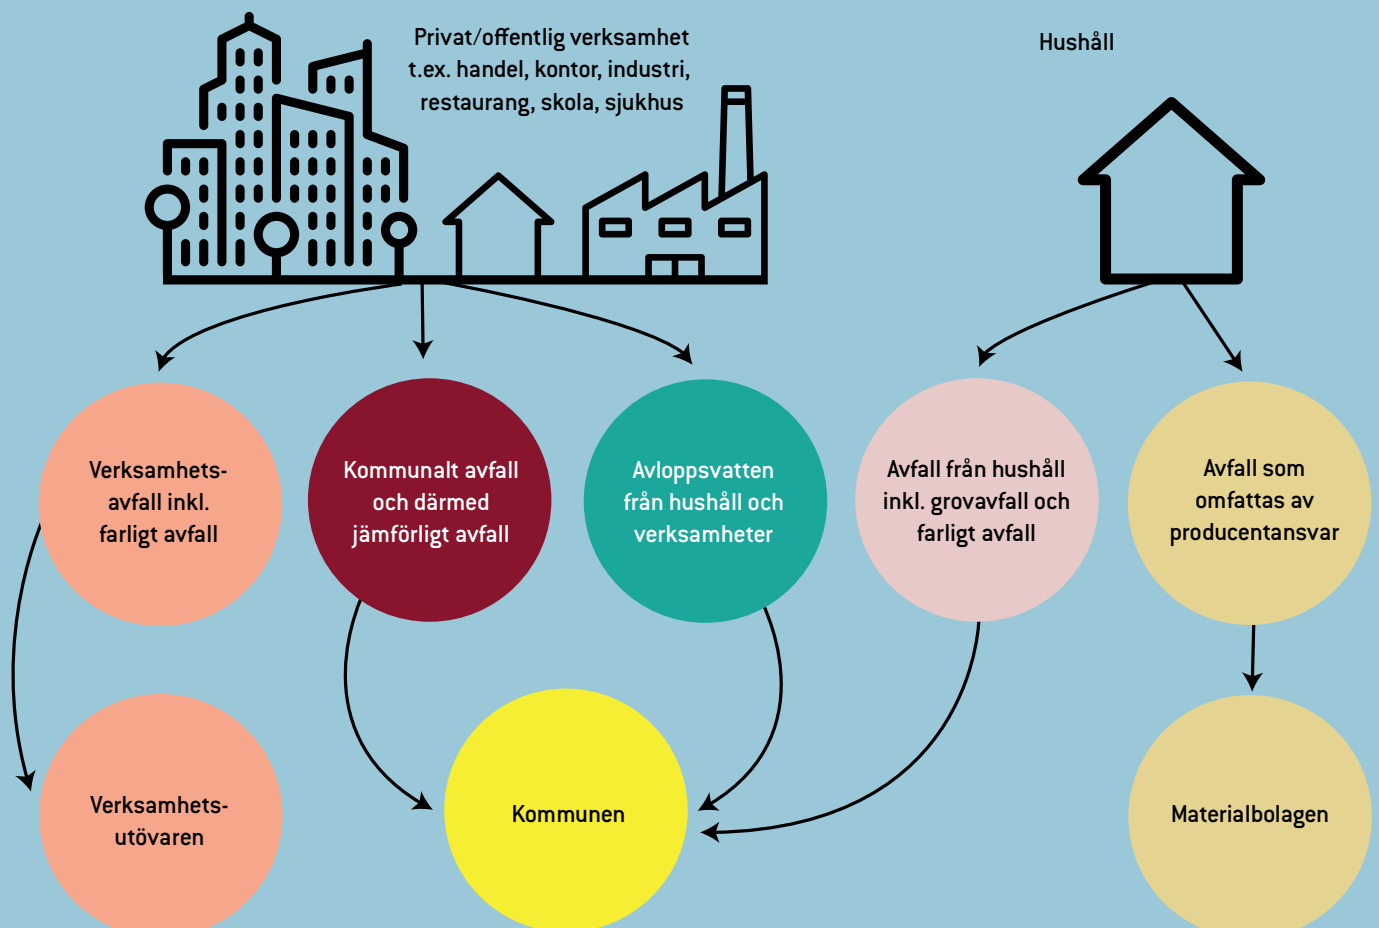 Privat/offentlig verksamhet
t.ex. handel, kontor, industri,
restaurang, skola, sjukhus
Hushåll
Verksamhets-
avfall inkl.
farligt avfall
Kommunalt avfall
och därmed
jämförligt avfall
Avloppsvatten
från hushåll och
verksamheter
Avfall från hushåll
inkl. grovavfall och
farligt avfall
Avfall som
omfattas av
producentansvar
Verksamhets-
utövaren
Kommunen
Materialbolagen